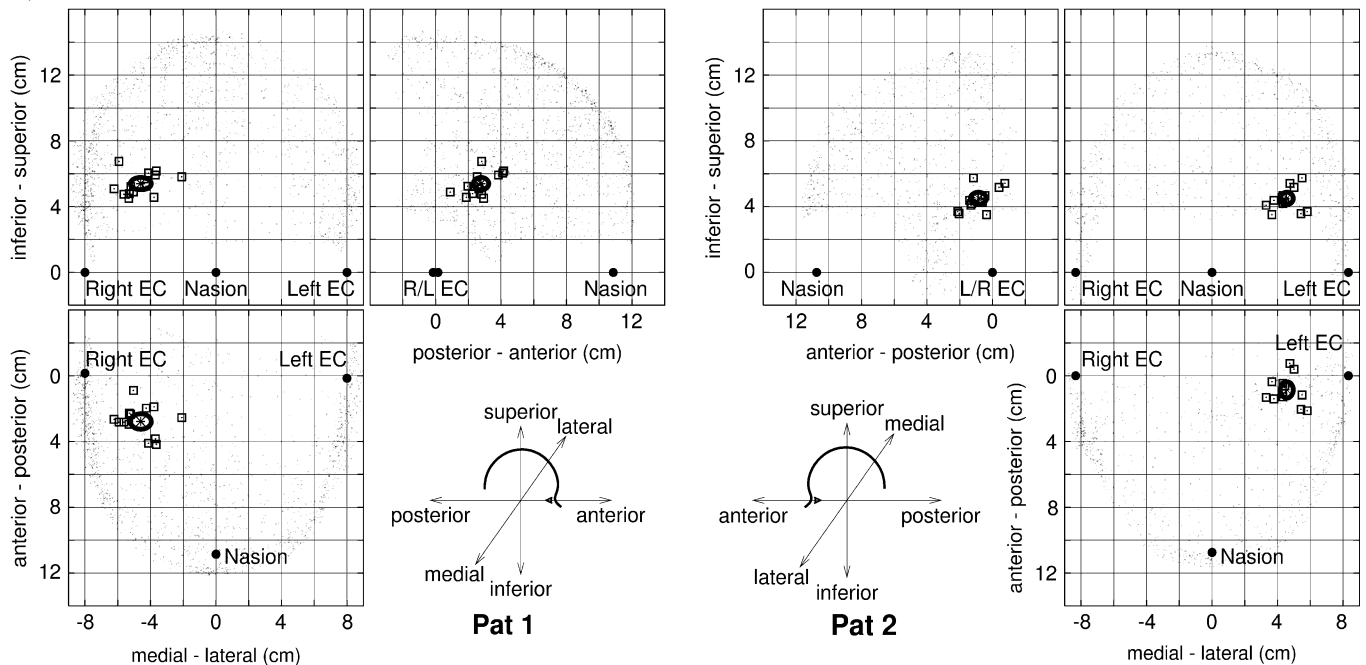 inferior - superior (cm)
12
8
4
0
Right EC
Nasion
Left EC
R/L EC
Nasion
0
4
8
12
posterior - anterior (cm)
inferior - superior (cm)
12
8
4
0
Nasion
L/R EC
12
8
4
0
anterior - posterior (cm)
Right EC
Nasion
Left EC
anterior - posterior (cm)
0
4
8
12
Right EC
Left EC
Nasion
-8
-4
0
4
8
medial - lateral (cm)
superior
lateral
posterior
anterior
medial
inferior
Pat 1
superior
medial
anterior
posterior
lateral
inferior
Pat 2
anterior - posterior (cm)
0
4
8
12
Right EC
Left EC
Nasion
-8
-4
0
4
8
medial - lateral (cm)